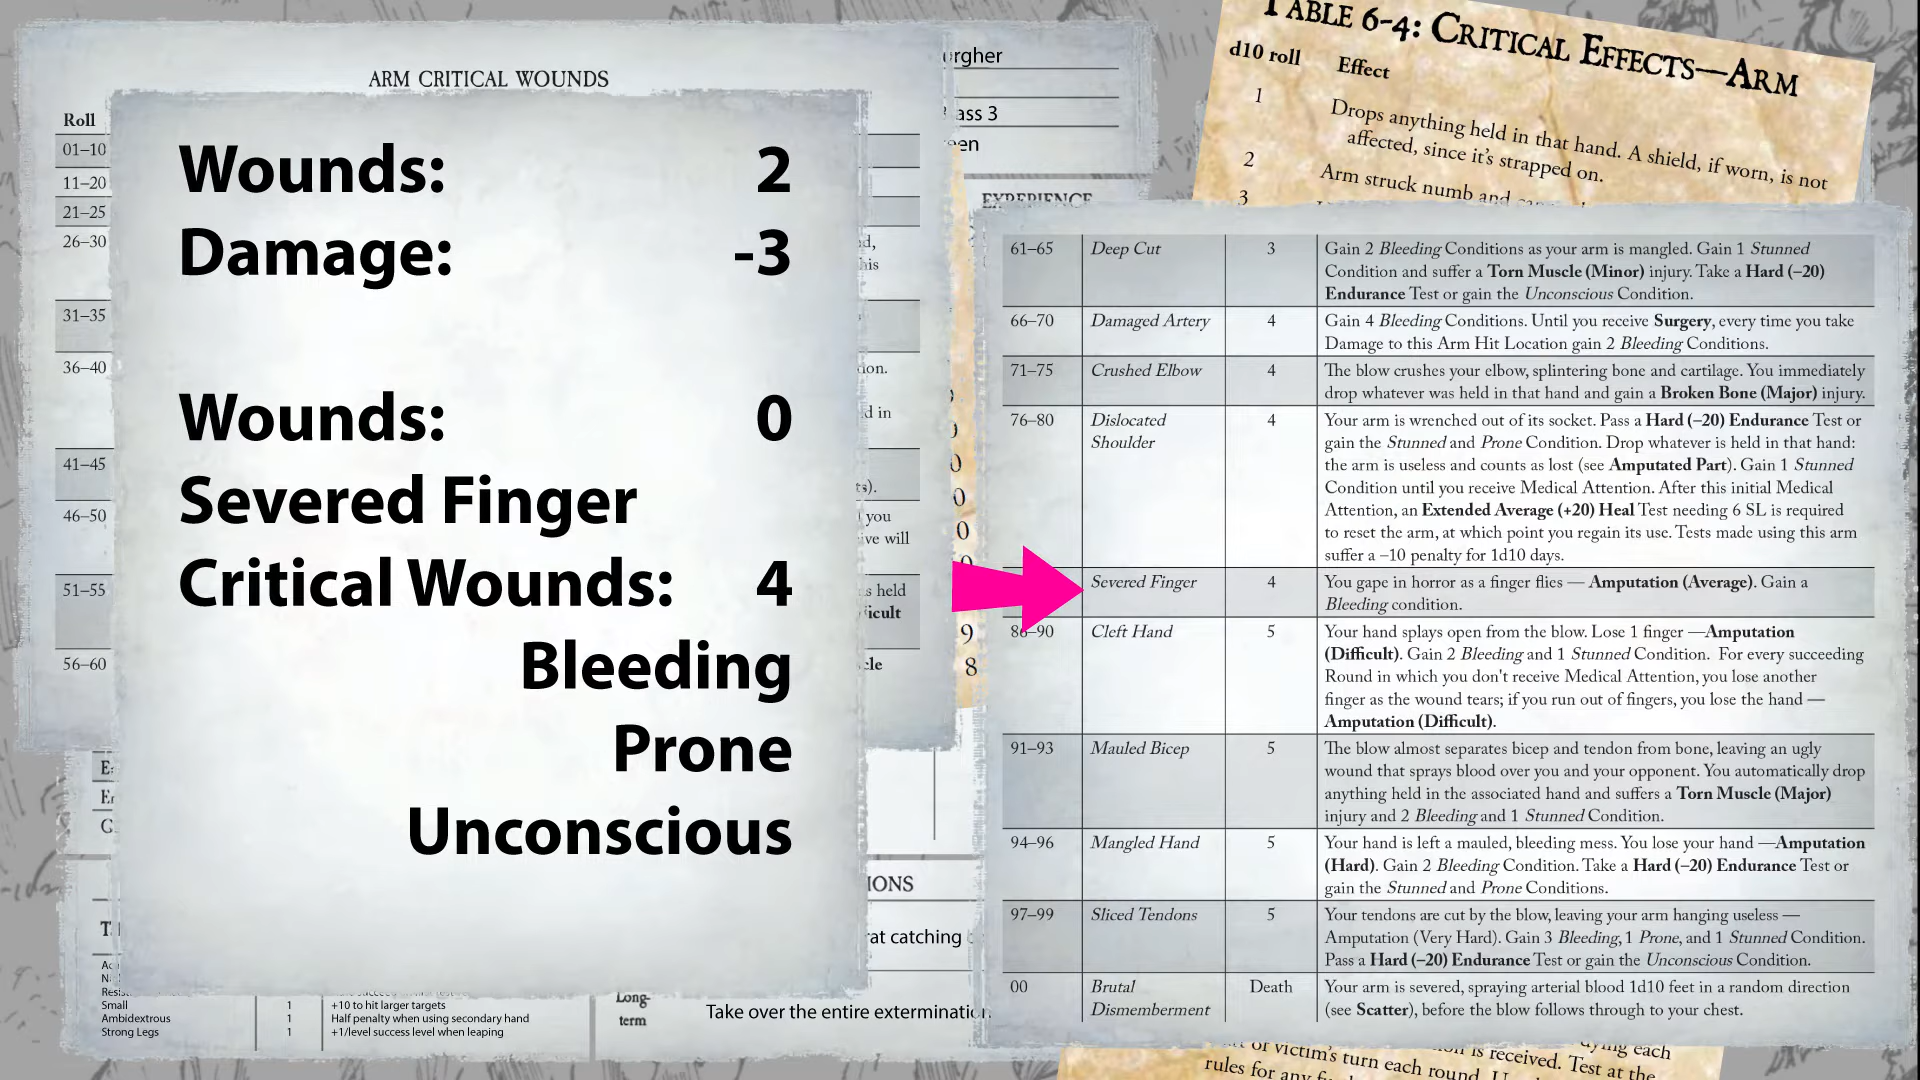 ARM CRITICAL WOUNDS
Roll
01–10
11–20
21–25
26–30
31–35
36–40
41–45
46–50
51–55
56–60
Wounds: 2
Damage: -3
Wounds: 0
Severed Finger
Critical Wounds: 4
Bleeding
Prone
Unconscious
EXPERIENCE
TABLE 6-4: CRITICAL EFFECTS—ARM
d10 roll Effect
1 Drops anything held in that hand. A shield, if worn, is not
affected, since it's strapped on.
2 Arm struck numb and
3
61–65 Deep Cut 3 Gain 2 Bleeding Conditions as your arm is mangled. Gain 1 Stunned
Condition and suffer a Torn Muscle (Minor) injury. Take a Hard (–20)
Endurance Test or gain the Unconscious Condition.
66–70 Damaged Artery 4 Gain 4 Bleeding Conditions. Until you receive Surgery, every time you take
Damage to this Arm Hit Location gain 2 Bleeding Conditions.
71–75 Crushed Elbow 4 The blow crushes your elbow, splintering bone and cartilage. You immediately
drop whatever was held in that hand and gain a Broken Bone (Major) injury.
76–80 Dislocated 4 Your arm is wrenched out of its socket. Pass a Hard (–20) Endurance Test or
Shoulder gain the Stunned and Prone Condition. Drop whatever is held in that hand:
the arm is useless and counts as lost (see Amputated Part). Gain 1 Stunned
Condition until you receive Medical Attention. After this initial Medical
Attention, an Extended Average (+20) Heal Test needing 6 SL is required
to reset the arm, at which point you regain its use. Tests made using this arm
suffer a –10 penalty for 1d10 days.
Severed Finger 4 You gape in horror as a finger flies — Amputation (Average). Gain a
Bleeding condition.
86–90 Cleft Hand 5 Your hand splays open from the blow. Lose 1 finger —Amputation
(Difficult). Gain 2 Bleeding and 1 Stunned Condition. For every succeeding
Round in which you don't receive Medical Attention, you lose another
finger as the wound tears; if you run out of fingers, you lose the hand —
Amputation (Difficult).
91–93 Mauled Bicep 5 The blow almost separates bicep and tendon from bone, leaving an ugly
wound that sprays blood over you and your opponent. You automatically drop
anything held in the associated hand and suffers a Torn Muscle (Major)
injury and 2 Bleeding and 1 Stunned Condition.
94–96 Mangled Hand 5 Your hand is left a mauled, bleeding mess. You lose your hand —Amputation
(Hard). Gain 2 Bleeding Condition. Take a Hard (–20) Endurance Test or
gain the Stunned and Prone Conditions.
97–99 Sliced Tendons 5 Your tendons are cut by the blow, leaving your arm hanging useless —
Amputation (Very Hard). Gain 3 Bleeding, 1 Prone, and 1 Stunned Condition.
Pass a Hard (–20) Endurance Test or gain the Unconscious Condition.
00 Brutal Death Your arm is severed, spraying arterial blood 1d10 feet in a random direction
Dismemberment (see Scatter), before the blow follows through to your chest.
Small 1 +10 to hit larger targets
Ambidextrous 1 Half penalty when using secondary hand
Strong Legs 1 +1/level success level when leaping
rat catching
Long-
term
Take over the entire
of victim's turn each round.
is received. Test at the
rules for any